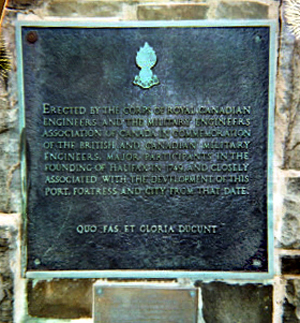 ERECTED BY THE CORPS OF ROYAL CANADIAN
ENGINEERS AND THE MILITARY ENGINEERS
ASSOCIATION OF CANADA IN COMMEMORATION
OF THE BRITISH AND CANADIAN MILITARY
ENGINEERS, MAJOR PARTICIPANTS IN THE
FOUNDING OF HALIFAX IN 1749 AND CLOSELY
ASSOCIATED WITH THE DEVELOPMENT OF THIS
PORT, FORTRESS AND CITY FROM THAT DATE.
QUO FAS ET GLORIA DUCUNT